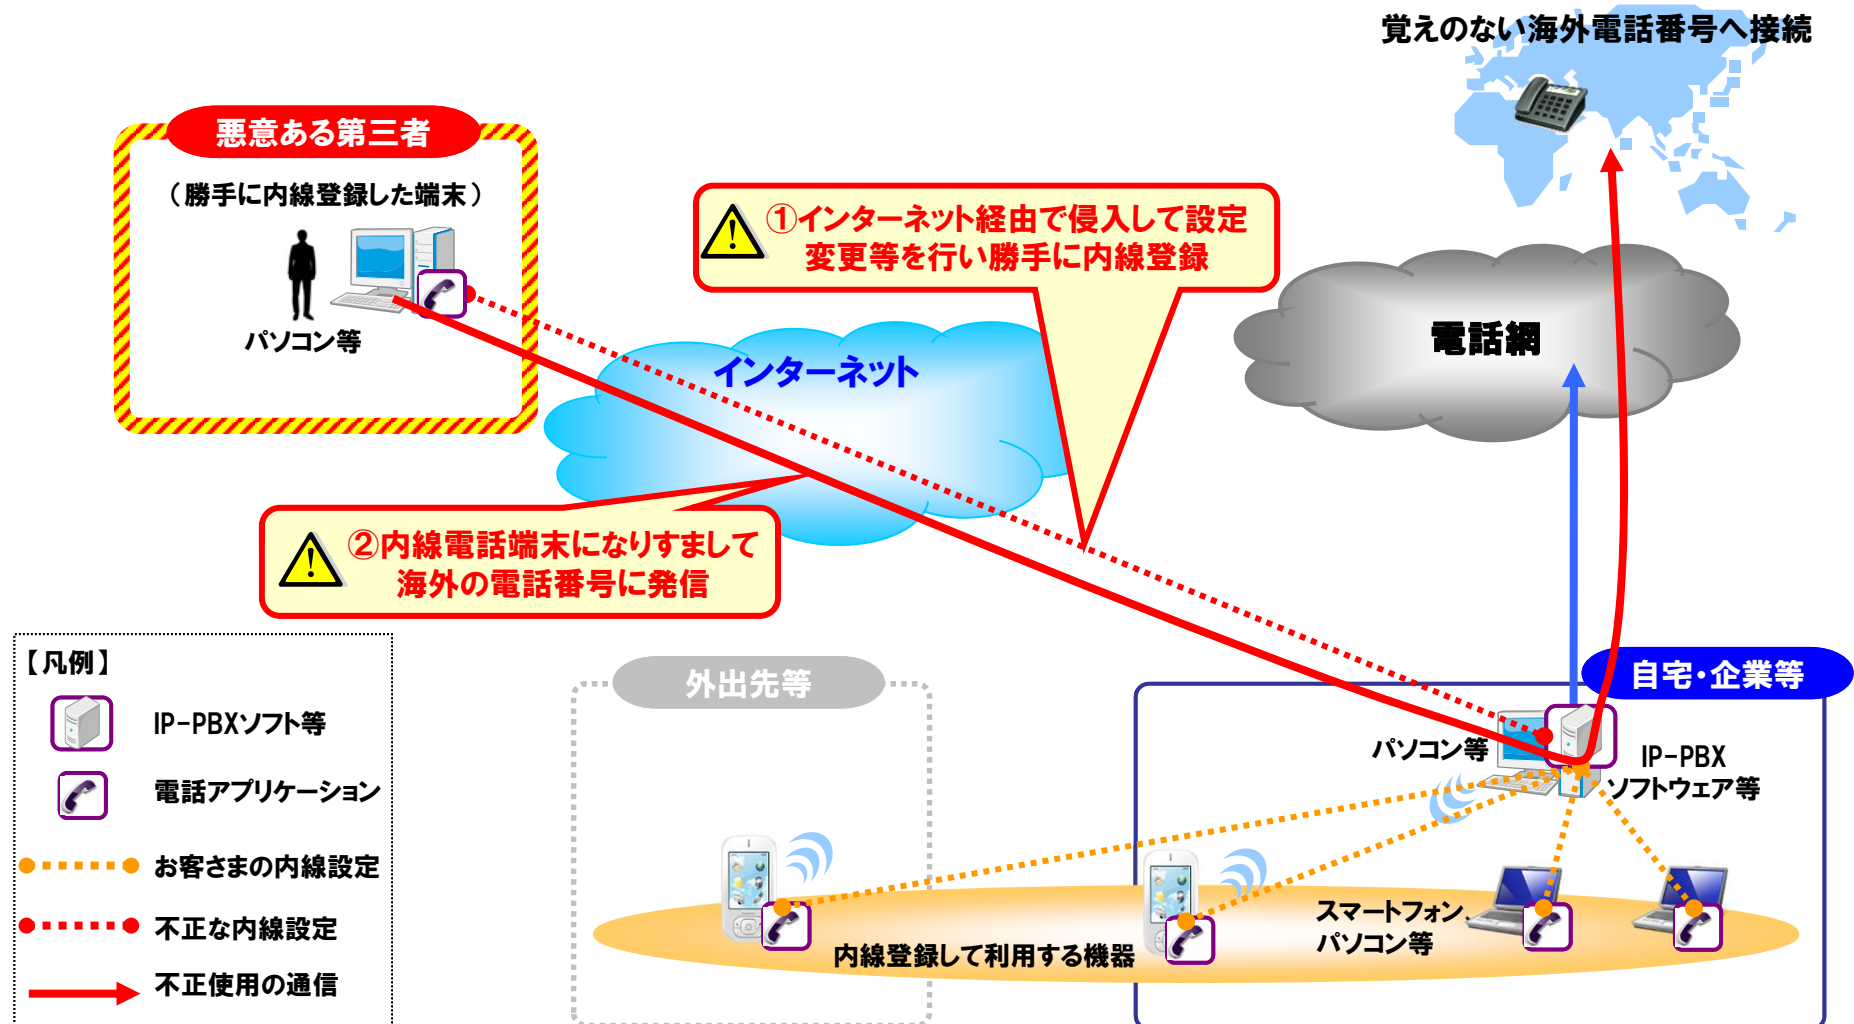 覚えのない海外電話番号へ接続
悪意ある第三者
（勝手に内線登録した端末）
パソコン等
①インターネット経由で侵入して設定
変更等を行い勝手に内線登録
電話網
インターネット
②内線電話端末になりすまして
海外の電話番号に発信
【凡例】
IP-PBXソフト等
電話アプリケーション
お客さまの内線設定
不正な内線設定
不正使用の通信
外出先等
自宅・企業等
パソコン等
IP-PBX
ソフトウェア等
スマートフォン、
パソコン等
内線登録して利用する機器